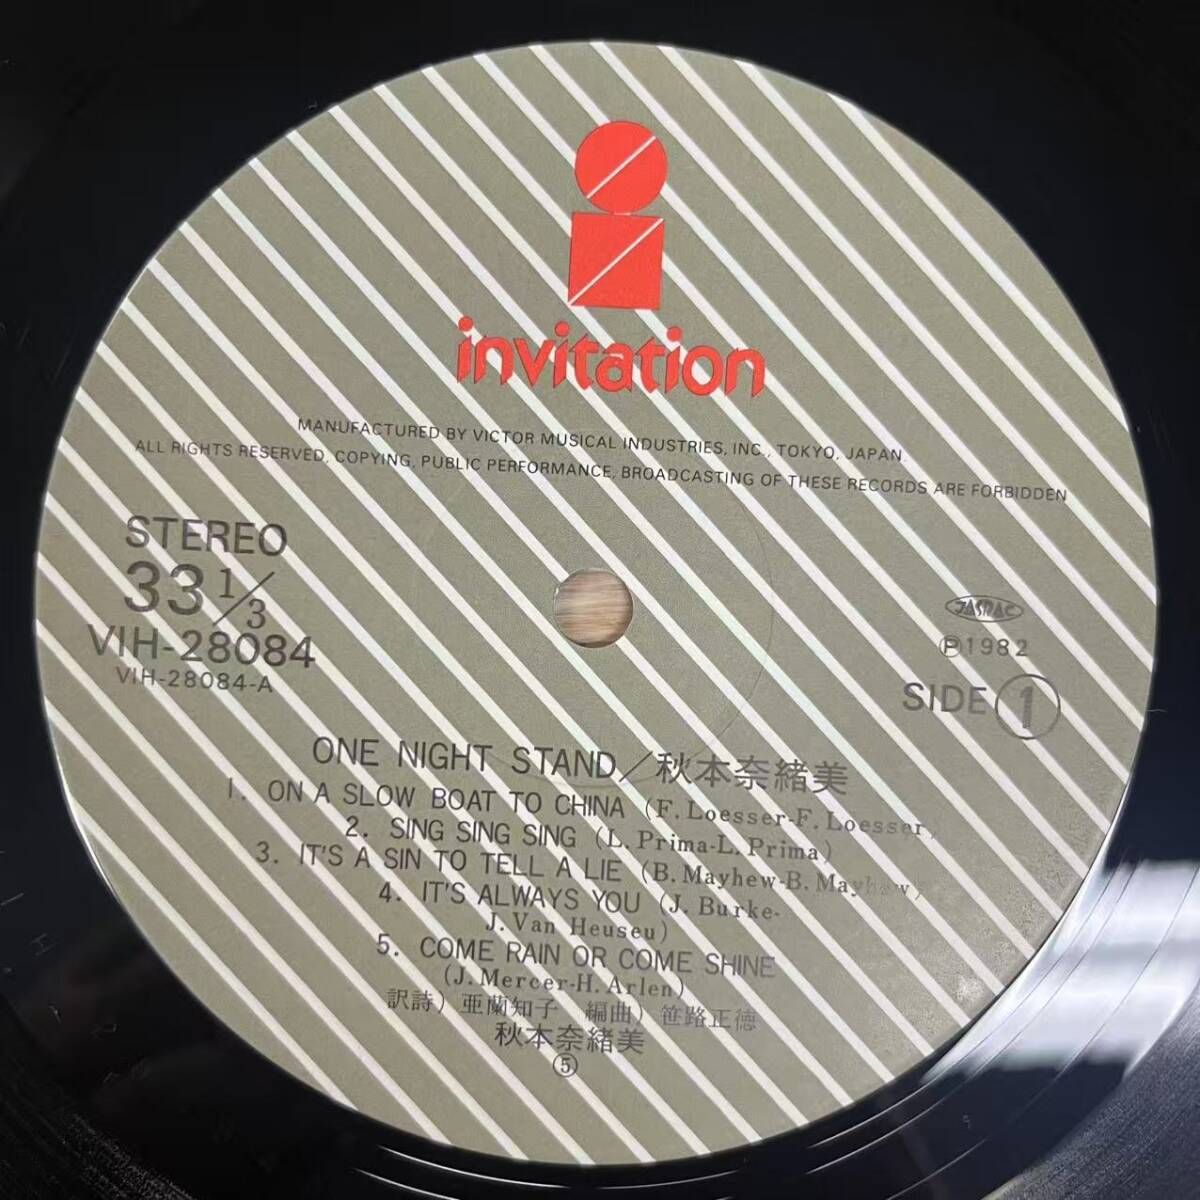 invitation
MANUFACTURED BY VICTOR MUSICAL INDUSTRIES, INC., TOKYO, JAPAN.
ALL RIGHTS RESERVED, COPYING, PUBLIC PERFORMANCE, BROADCASTING OF THESE RECORDS ARE FORBIDDEN
STEREO
33 1/3
VIH-28084
VIH-28084-A
JASRAC
Ⓟ1982
SIDE ①
ONE NIGHT STAND/秋本奈緒美
1. ON A SLOW BOAT TO CHINA (F. Loesser-F. Loesser)
2. SING SING SING (L. Prima-L. Prima)
3. IT'S A SIN TO TELL A LIE (B. Mayhew-B. Mayhew)
4. IT'S ALWAYS YOU (J. Burke-
J. Van Heuseu)
5. COME RAIN OR COME SHINE
(J. Mercer-H. Arlen)
訳詩) 亜蘭知子 編曲) 笹路正徳
秋本奈緒美
⑤